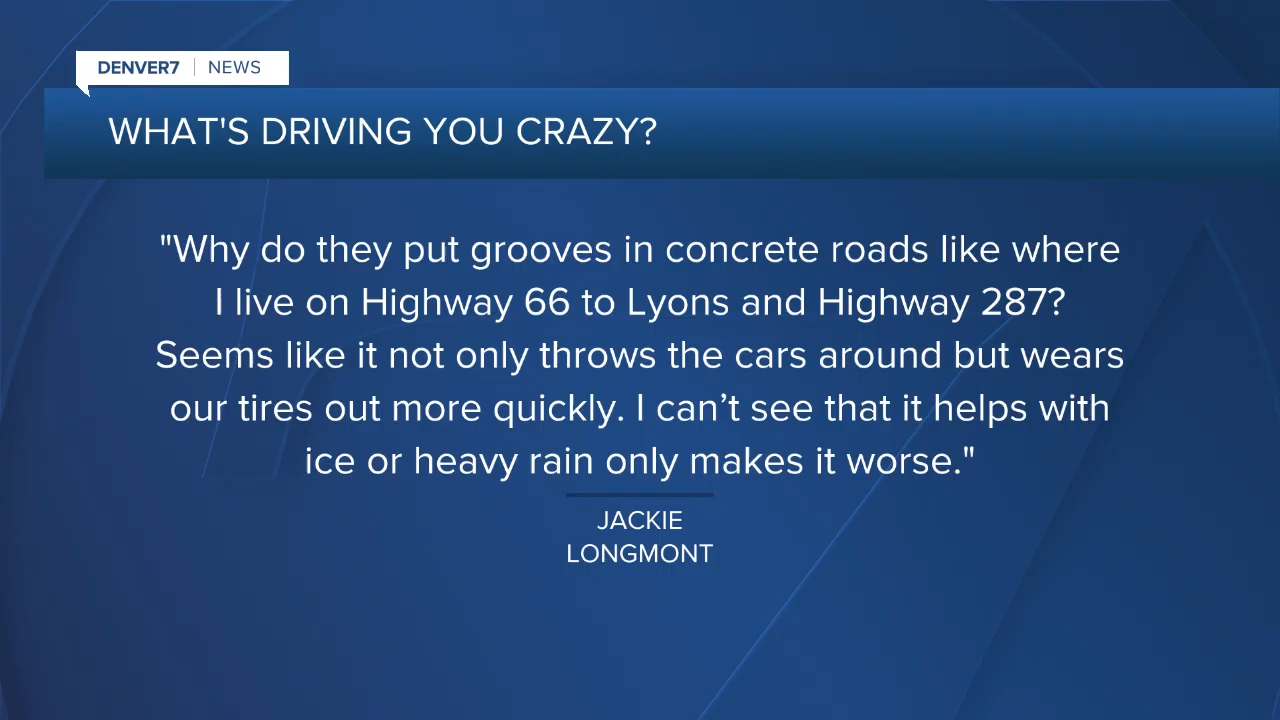 DENVER7 | NEWS
WHAT'S DRIVING YOU CRAZY?
"Why do they put grooves in concrete roads like where
I live on Highway 66 to Lyons and Highway 287?
Seems like it not only throws the cars around but wears
our tires out more quickly. I can’t see that it helps with
ice or heavy rain only makes it worse."
JACKIE
LONGMONT